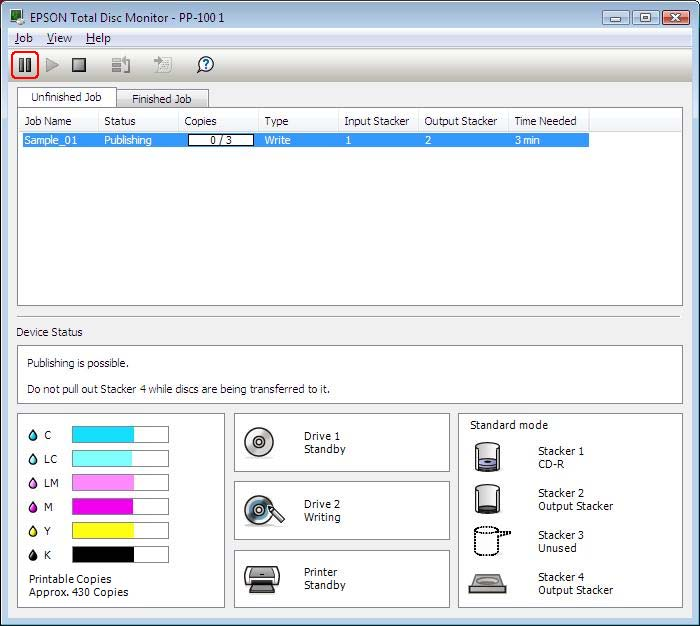 EPSON Total Disc Monitor - PP-100 1
Job View Help
Unfinished Job Finished Job
Job Name Status Copies Type Input Stacker Output Stacker Time Needed
Sample_01 Publishing 0 / 3 Write 1 2 3 min
Device Status
Publishing is possible.
Do not pull out Stacker 4 while discs are being transferred to it.
C
LC
LM
M
Y
K
Printable Copies
Approx. 430 Copies
Drive 1
Standby
Drive 2
Writing
Printer
Standby
Standard mode
Stacker 1
CD-R
Stacker 2
Output Stacker
Stacker 3
Unused
Stacker 4
Output Stacker